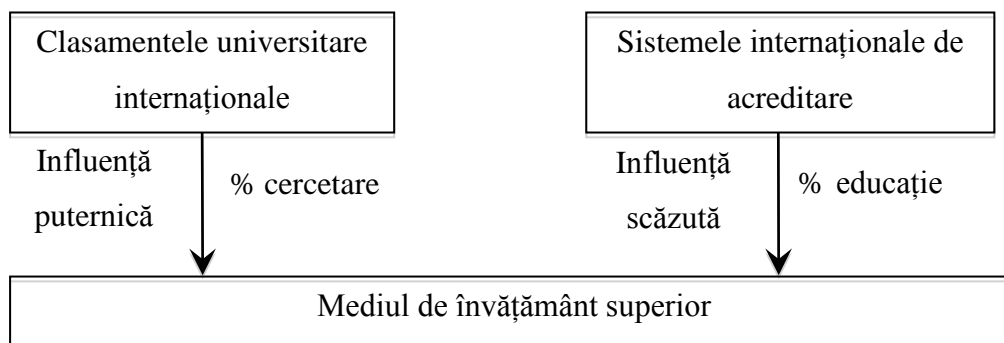 Clasamentele universitare
internaționale
Sistemele internaționale de
acreditare
Influență
puternică
% cercetare
Influență
scăzută
% educație
Mediul de învățământ superior